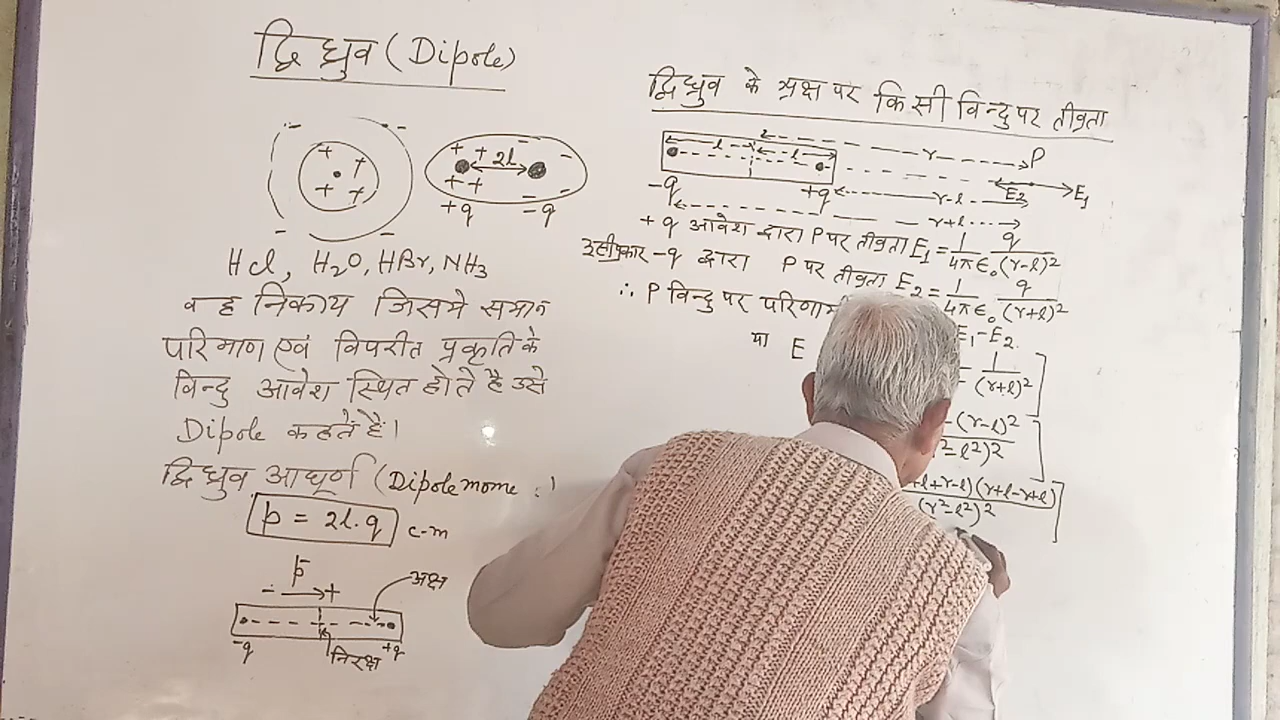 द्विध्रुव (Dipole)
+ + + +
+ + + + 2l - - - -
+q -q
Hcl, H₂O, HBr, NH₃
वह निकाय जिसमे समान
परिमाण एवं विपरीत प्रकृति के
विन्दु आवेश स्थित होते है उसे
Dipole कहते है।
द्विध्रुव आघूर्ण (Dipole mome
p = 2l.q c-m
p
- → +
अक्ष
-q +q
निरक्ष
द्विध्रुव के अक्ष पर किसी विन्दु पर तीव्रता
l l r P
-q +q r-l E₂ E₁
r+l
+q आवेश द्वारा P पर तीव्रता E₁ = 1/4πε₀ q/(r-l)²
इसीप्रकार -q द्वारा P पर तीव्रता E₂ = 1/4πε₀ q/(r+l)²
∴ P विन्दु पर परिणामी E₁-E₂
या E - 1/(r+l)²]
-(r-l)²/(r²-l²)²]
+l+r-l)(r+l-r+l)/(r²-l²)²]